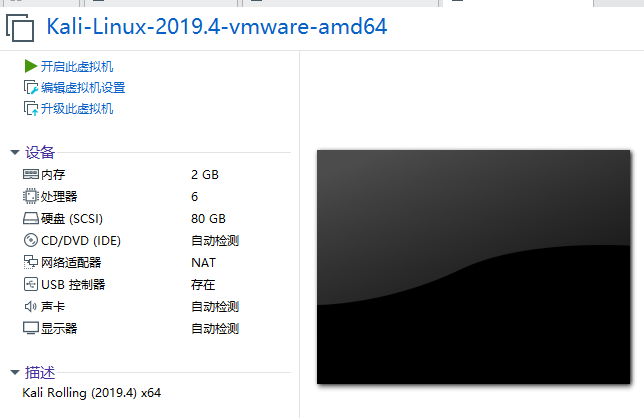 Kali-Linux-2019.4-vmware-amd64
开启此虚拟机
编辑虚拟机设置
升级此虚拟机
设备
内存 2 GB
处理器 6
硬盘 (SCSI) 80 GB
CD/DVD (IDE) 自动检测
网络适配器 NAT
USB 控制器 存在
声卡 自动检测
显示器 自动检测
描述
Kali Rolling (2019.4) x64